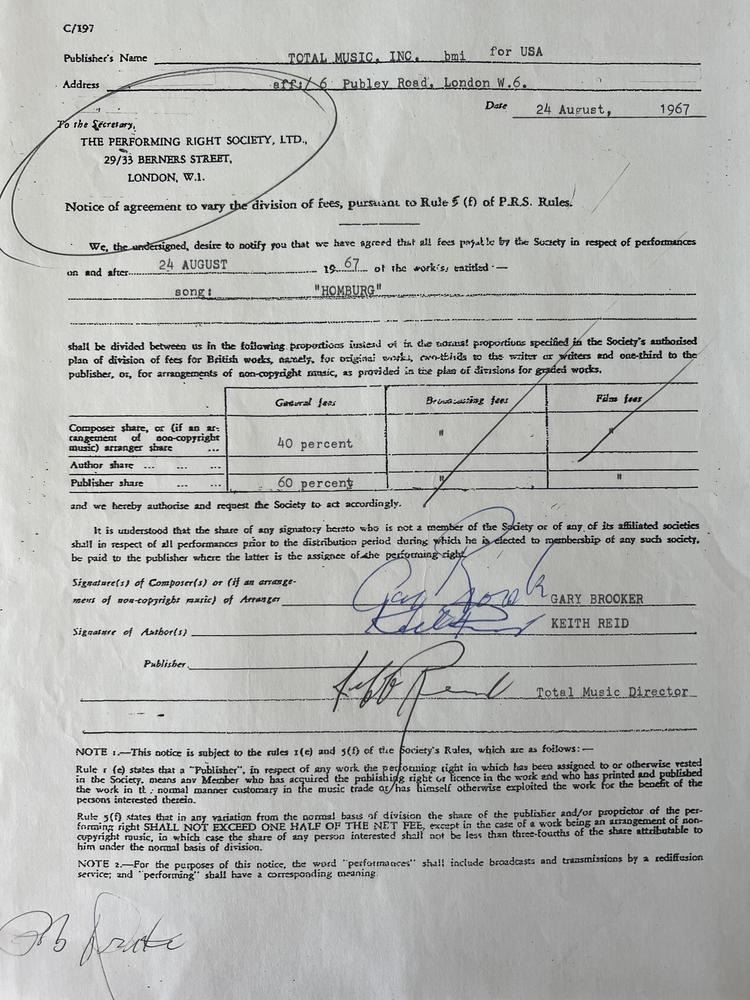 C/197
Publisher's Name TOTAL MUSIC, INC. bmi for USA
Address aff:/ 6 Publey Road, London W.6.
Date 24 August, 1967
To the Secretary,
THE PERFORMING RIGHT SOCIETY, LTD.,
29/33 BERNERS STREET,
LONDON, W.1.
Notice of agreement to vary the division of fees, pursuant to Rule 5 (f) of P.R.S. Rules.
We, the undersigned, desire to notify you that we have agreed that all fees payable by the Society in respect of performances
on and after 24 AUGUST 19 67 of the work(s) entitled :—
song: "HOMBURG"
shall be divided between us in the following proportions instead of in the normal proportions specified in the Society's authorised
plan of division of fees for British works, namely, for original works, two-thirds to the writer or writers and one-third to the
publisher, or, for arrangements of non-copyright music, as provided in the plan of divisions for graded works.
General fees Broadcasting fees Film fees
Composer share, or (if an ar-
rangement of non-copyright
music) arranger share ... 40 percent " "
Author share ... ... ...
Publisher share ... ... 60 percent " "
and we hereby authorise and request the Society to act accordingly.
It is understood that the share of any signatory hereto who is not a member of the Society or of any of its affiliated societies
shall in respect of all performances prior to the distribution period during which he is elected to membership of any such society,
be paid to the publisher where the latter is the assignee of the performing right.
Signature(s) of Composer(s) or (if an arrange-
ment of non-copyright music) of Arranger Gary Brooker GARY BROOKER
Signature of Author(s) Keith Reid KEITH REID
Publisher
Total Music Director
NOTE 1.—This notice is subject to the rules 1(e) and 5(f) of the Society's Rules, which are as follows:—
Rule 1 (e) states that a "Publisher", in respect of any work the performing right in which has been assigned to or otherwise vested
in the Society, means any Member who has acquired the publishing right or licence in the work and who has printed and published
the work in the normal manner customary in the music trade or/has himself otherwise exploited the work for the benefit of the
persons interested therein.
Rule 5(f) states that in any variation from the normal basis of division the share of the publisher and/or proprietor of the per-
forming right SHALL NOT EXCEED ONE HALF OF THE NET FEE, except in the case of a work being an arrangement of non-
copyright music, in which case the share of any person interested shall not be less than three-fourths of the share attributable to
him under the normal basis of division.
NOTE 2.—For the purposes of this notice, the word "performances" shall include broadcasts and transmissions by a rediffusion
service; and "performing" shall have a corresponding meaning.